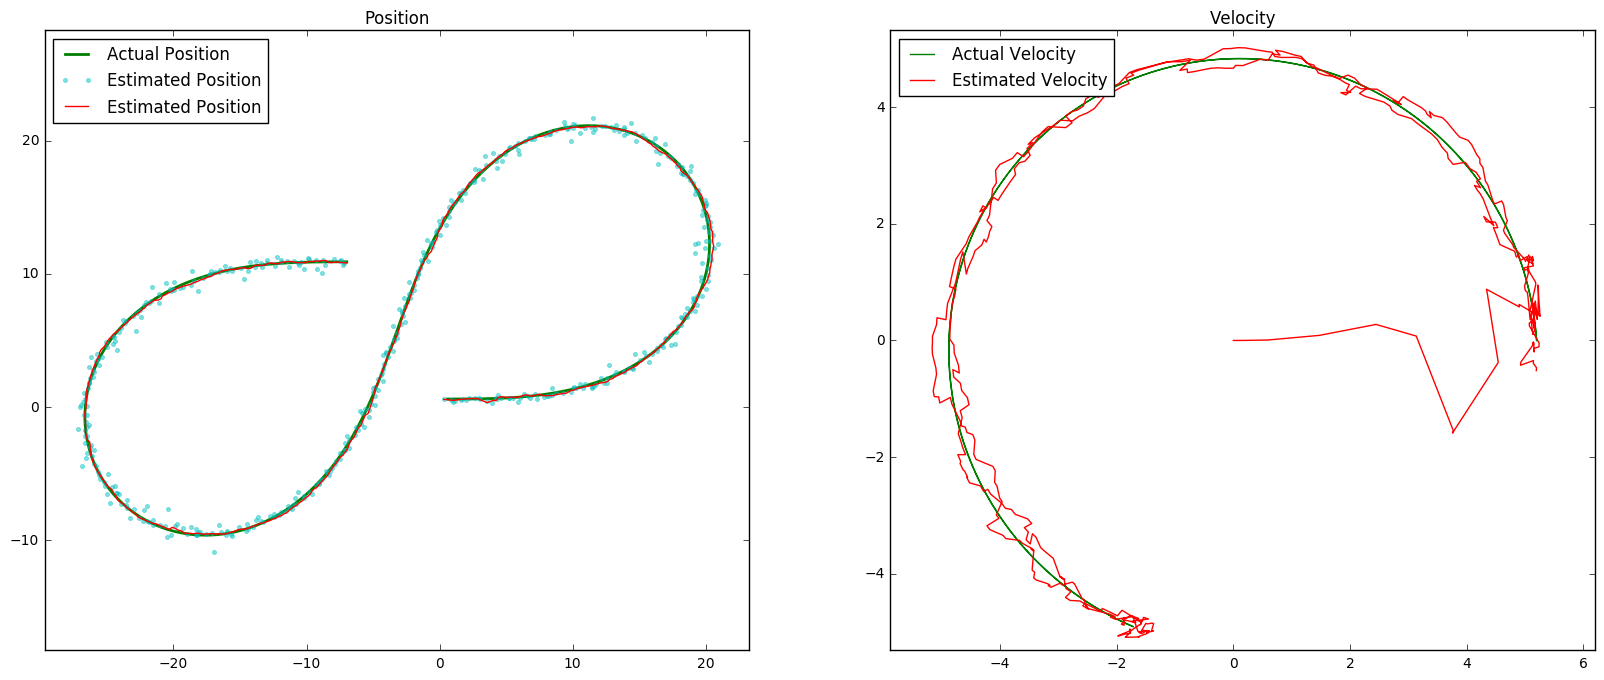 Position
Actual Position
Estimated Position
Estimated Position
20
10
0
−10
−20
−10
0
10
20
Velocity
Actual Velocity
Estimated Velocity
4
2
0
−2
−4
−4
−2
0
2
4
6